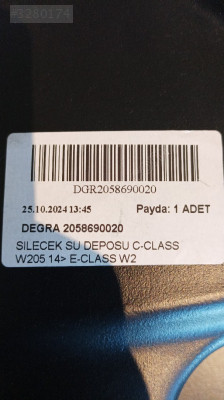 #3280174
DGR2058690020
25.10.2024 13:45 Payda: 1 ADET
DEGRA 2058690020
SILECEK SU DEPOSU C-CLASS
W205 14> E-CLASS W2